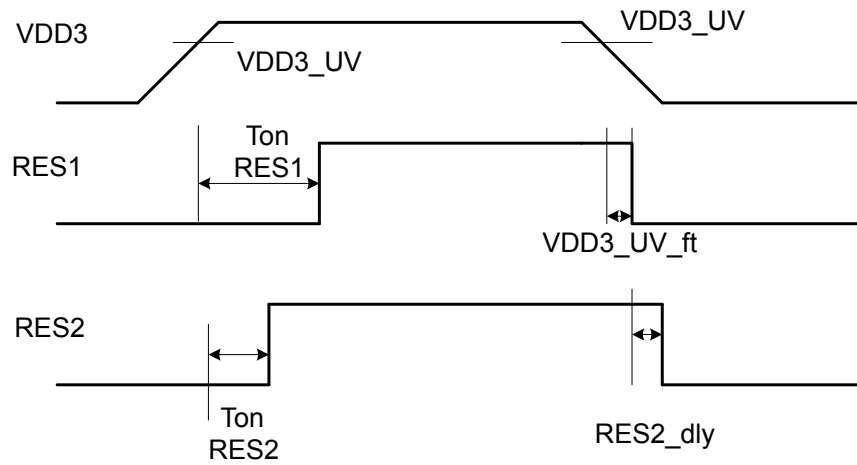 VDD3
VDD3_UV
VDD3_UV
Ton
RES1
RES1
VDD3_UV_ft
RES2
Ton
RES2
RES2_dly